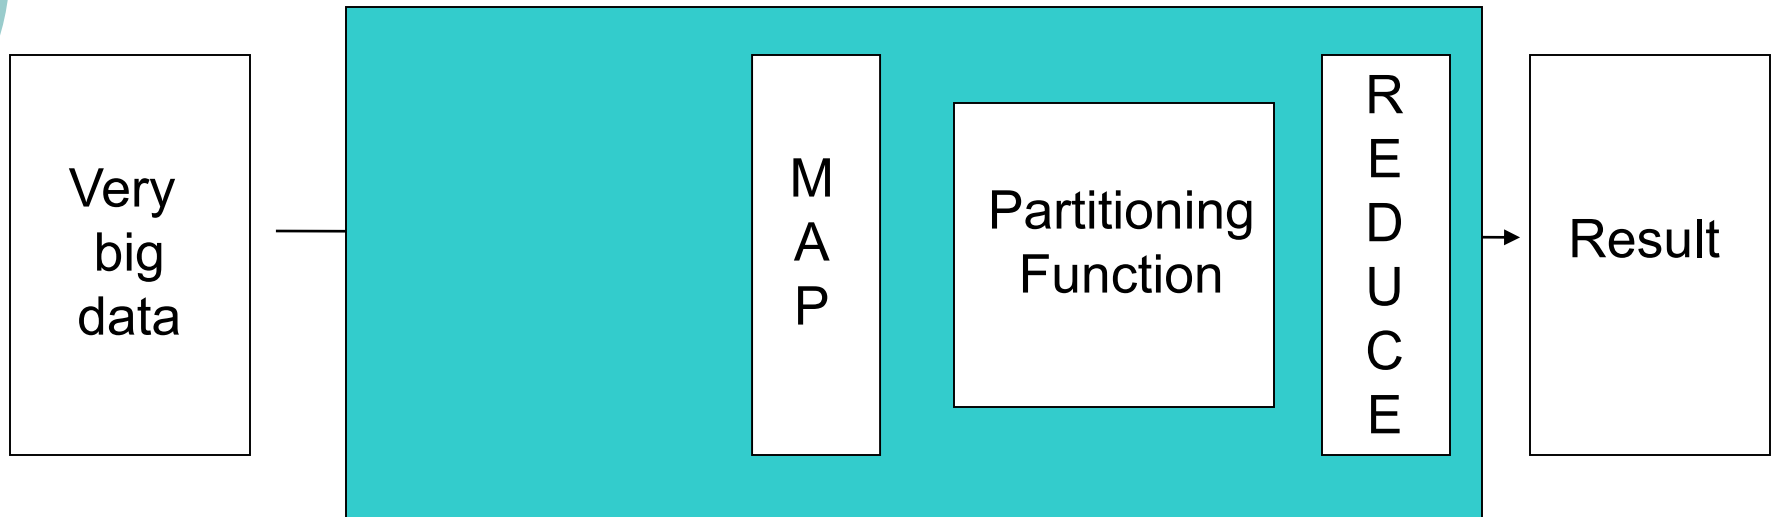 Very
big
data
M
A
P
Partitioning
Function
R
E
D
U
C
E
Result